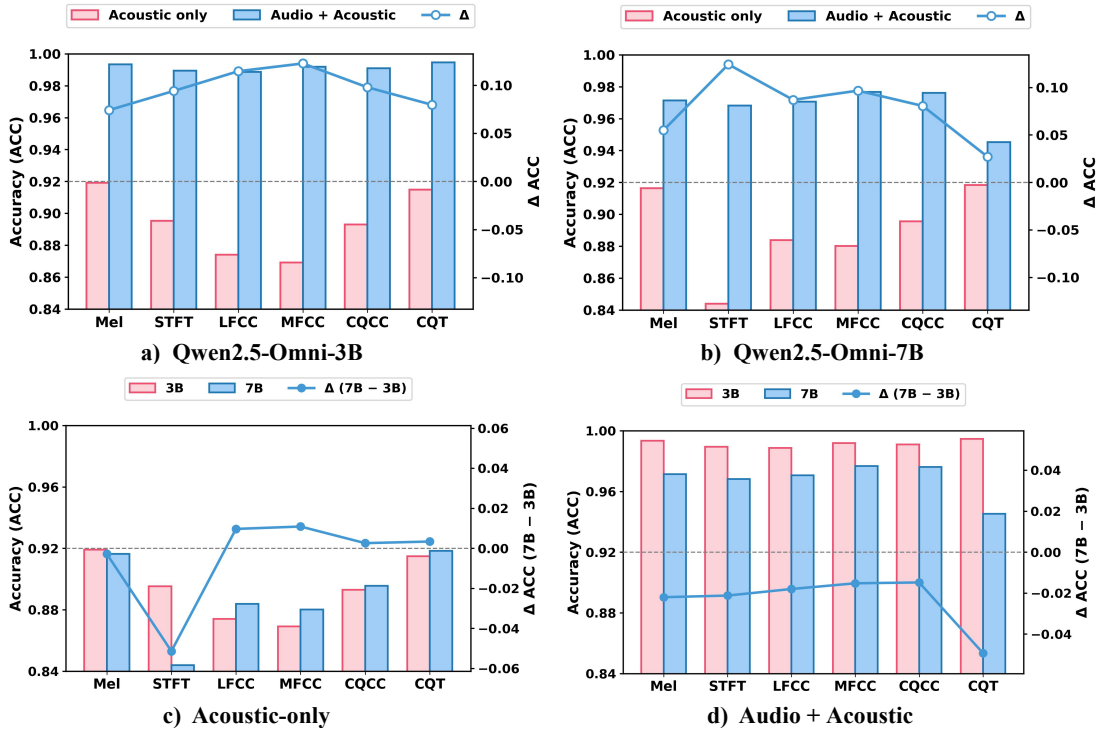 Acoustic only Audio + Acoustic Δ
Accuracy (ACC)
1.00
0.98
0.96
0.94
0.92
0.90
0.88
0.86
0.84
0.10
0.05
0.00
−0.05
−0.10
Δ ACC
Mel STFT LFCC MFCC CQCC CQT
a) Qwen2.5-Omni-3B
Acoustic only Audio + Acoustic Δ
Accuracy (ACC)
1.00
0.98
0.96
0.94
0.92
0.90
0.88
0.86
0.84
0.10
0.05
0.00
−0.05
−0.10
Δ ACC
Mel STFT LFCC MFCC CQCC CQT
b) Qwen2.5-Omni-7B
3B 7B Δ (7B − 3B)
Accuracy (ACC)
1.00
0.96
0.92
0.88
0.84
0.06
0.04
0.02
0.00
−0.02
−0.04
−0.06
Δ ACC (7B − 3B)
Mel STFT LFCC MFCC CQCC CQT
c) Acoustic-only
3B 7B Δ (7B − 3B)
Accuracy (ACC)
1.00
0.96
0.92
0.88
0.84
0.04
0.02
0.00
−0.02
−0.04
Δ ACC (7B − 3B)
Mel STFT LFCC MFCC CQCC CQT
d) Audio + Acoustic